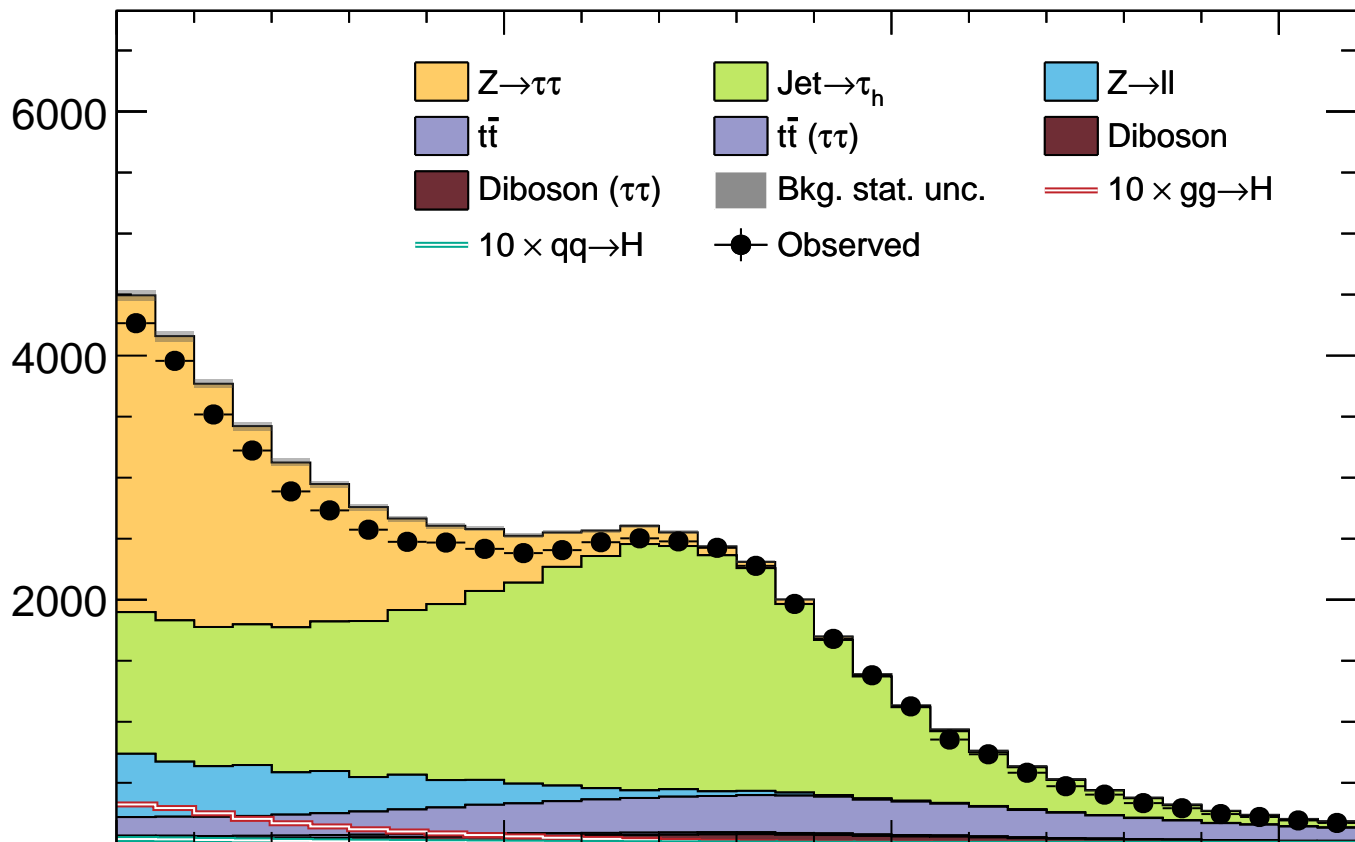 6000
4000
2000
Z→ττ Jet→τh Z→ll
tt̄ tt̄ (ττ) Diboson
Diboson (ττ) Bkg. stat. unc. 10 × gg→H
10 × qq→H Observed